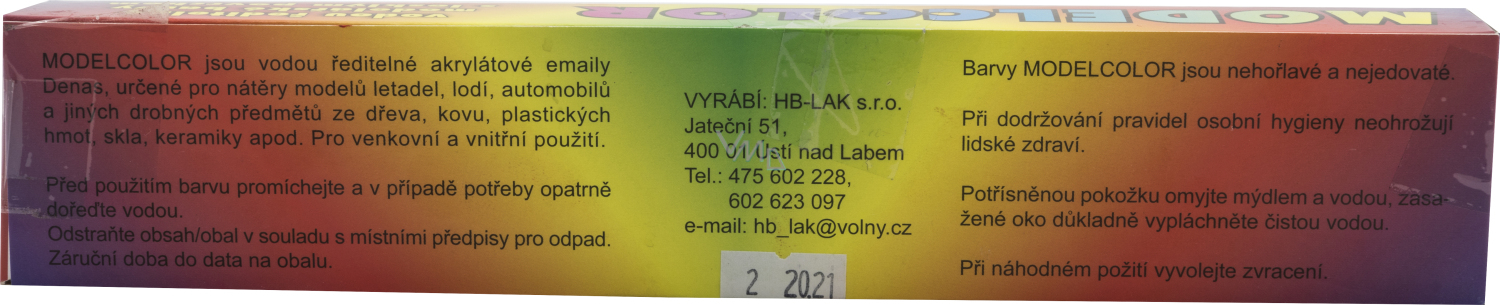 MODELCOLOR
MODELCOLOR jsou vodou ředitelné akrylátové emaily
Denas, určené pro nátěry modelů letadel, lodí, automobilů
a jiných drobných předmětů ze dřeva, kovu, plastických
hmot, skla, keramiky apod. Pro venkovní a vnitřní použití.
Před použitím barvu promíchejte a v případě potřeby opatrně
dořeďte vodou.
Odstraňte obsah/obal v souladu s místními předpisy pro odpad.
Záruční doba do data na obalu.
VYRÁBÍ: HB-LAK s.r.o.
Jateční 51,
400 01 Ústí nad Labem
Tel.: 475 602 228,
602 623 097
e-mail: hb_lak@volny.cz
2 2021
Barvy MODELCOLOR jsou nehořlavé a nejedovaté.
Při dodržování pravidel osobní hygieny neohrožují
lidské zdraví.
Potřísněnou pokožku omyjte mýdlem a vodou, zasa-
žené oko důkladně vypláchněte čistou vodou.
Při náhodném požití vyvolejte zvracení.